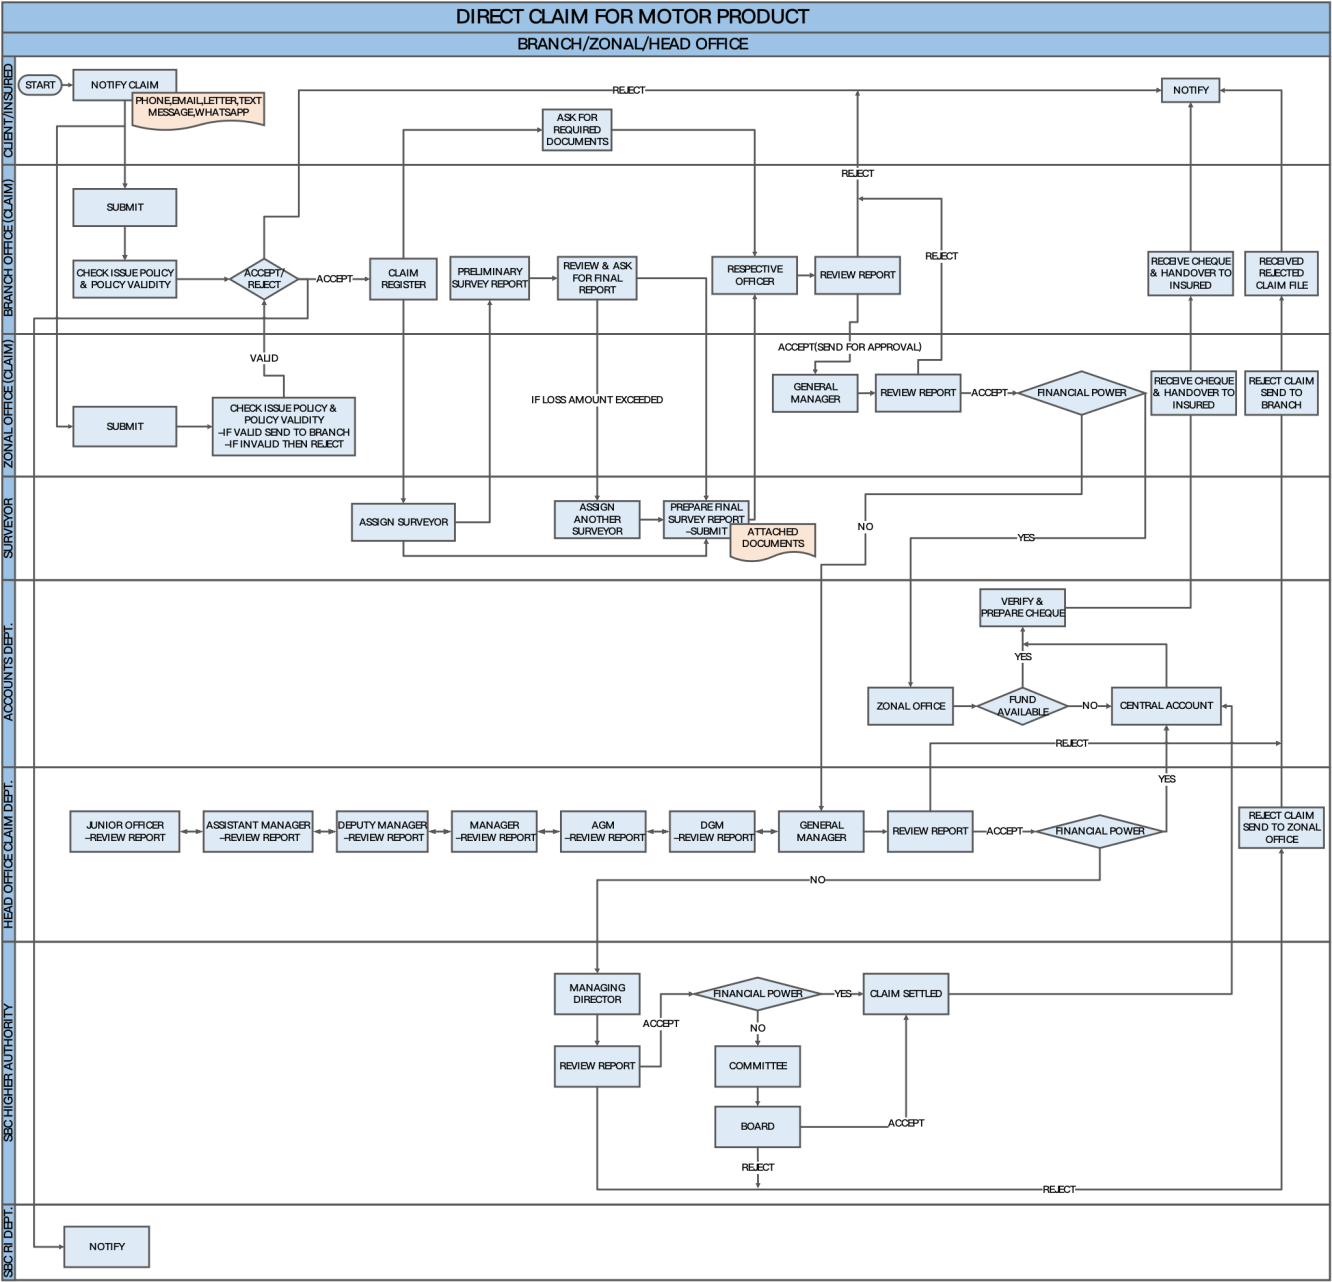 DIRECT CLAIM FOR MOTOR PRODUCT
BRANCH/ZONAL/HEAD OFFICE
CLIENT/INSURED
START
NOTIFY CLAIM
PHONE,EMAIL,LETTER,TEXT
MESSAGE,WHATSAPP
REJECT
ASK FOR
REQUIRED
DOCUMENTS
NOTIFY
BRANCH OFFICE (CLAIM)
SUBMIT
CHECK ISSUE POLICY
& POLICY VALIDITY
ACCEPT/
REJECT
ACCEPT
CLAIM
REGISTER
PRELIMINARY
SURVEY REPORT
REVIEW & ASK
FOR FINAL
REPORT
RESPECTIVE
OFFICER
REVIEW REPORT
REJECT
REJECT
RECEIVE CHEQUE
& HANDOVER TO
INSURED
RECEIVED
REJECTED
CLAIM FILE
ZONAL OFFICE (CLAIM)
VALID
SUBMIT
CHECK ISSUE POLICY &
POLICY VALIDITY
-IF VALID SEND TO BRANCH
-IF INVALID THEN REJECT
IF LOSS AMOUNT EXCEEDED
ACCEPT(SEND FOR APPROVAL)
GENERAL
MANAGER
REVIEW REPORT
ACCEPT
FINANCIAL POWER
RECEIVE CHEQUE
& HANDOVER TO
INSURED
REJECT CLAIM
SEND TO
BRANCH
SURVEYOR
ASSIGN SURVEYOR
ASSIGN
ANOTHER
SURVEYOR
PREPARE FINAL
SURVEY REPORT
-SUBMIT
ATTACHED
DOCUMENTS
NO
YES
ACCOUNTS DEPT.
VERIFY &
PREPARE CHEQUE
YES
ZONAL OFFICE
FUND
AVAILABLE
NO
CENTRAL ACCOUNT
REJECT
HEAD OFFICE CLAIM DEPT.
YES
JUNIOR OFFICER
-REVIEW REPORT
ASSISTANT MANAGER
-REVIEW REPORT
DEPUTY MANAGER
-REVIEW REPORT
MANAGER
-REVIEW REPORT
AGM
-REVIEW REPORT
DGM
-REVIEW REPORT
GENERAL
MANAGER
REVIEW REPORT
ACCEPT
FINANCIAL POWER
REJECT CLAIM
SEND TO ZONAL
OFFICE
NO
SBC HIGHER AUTHORITY
MANAGING
DIRECTOR
FINANCIAL POWER
YES
CLAIM SETTLED
ACCEPT
NO
REVIEW REPORT
COMMITTEE
BOARD
ACCEPT
REJECT
REJECT
SBC RI DEPT.
NOTIFY